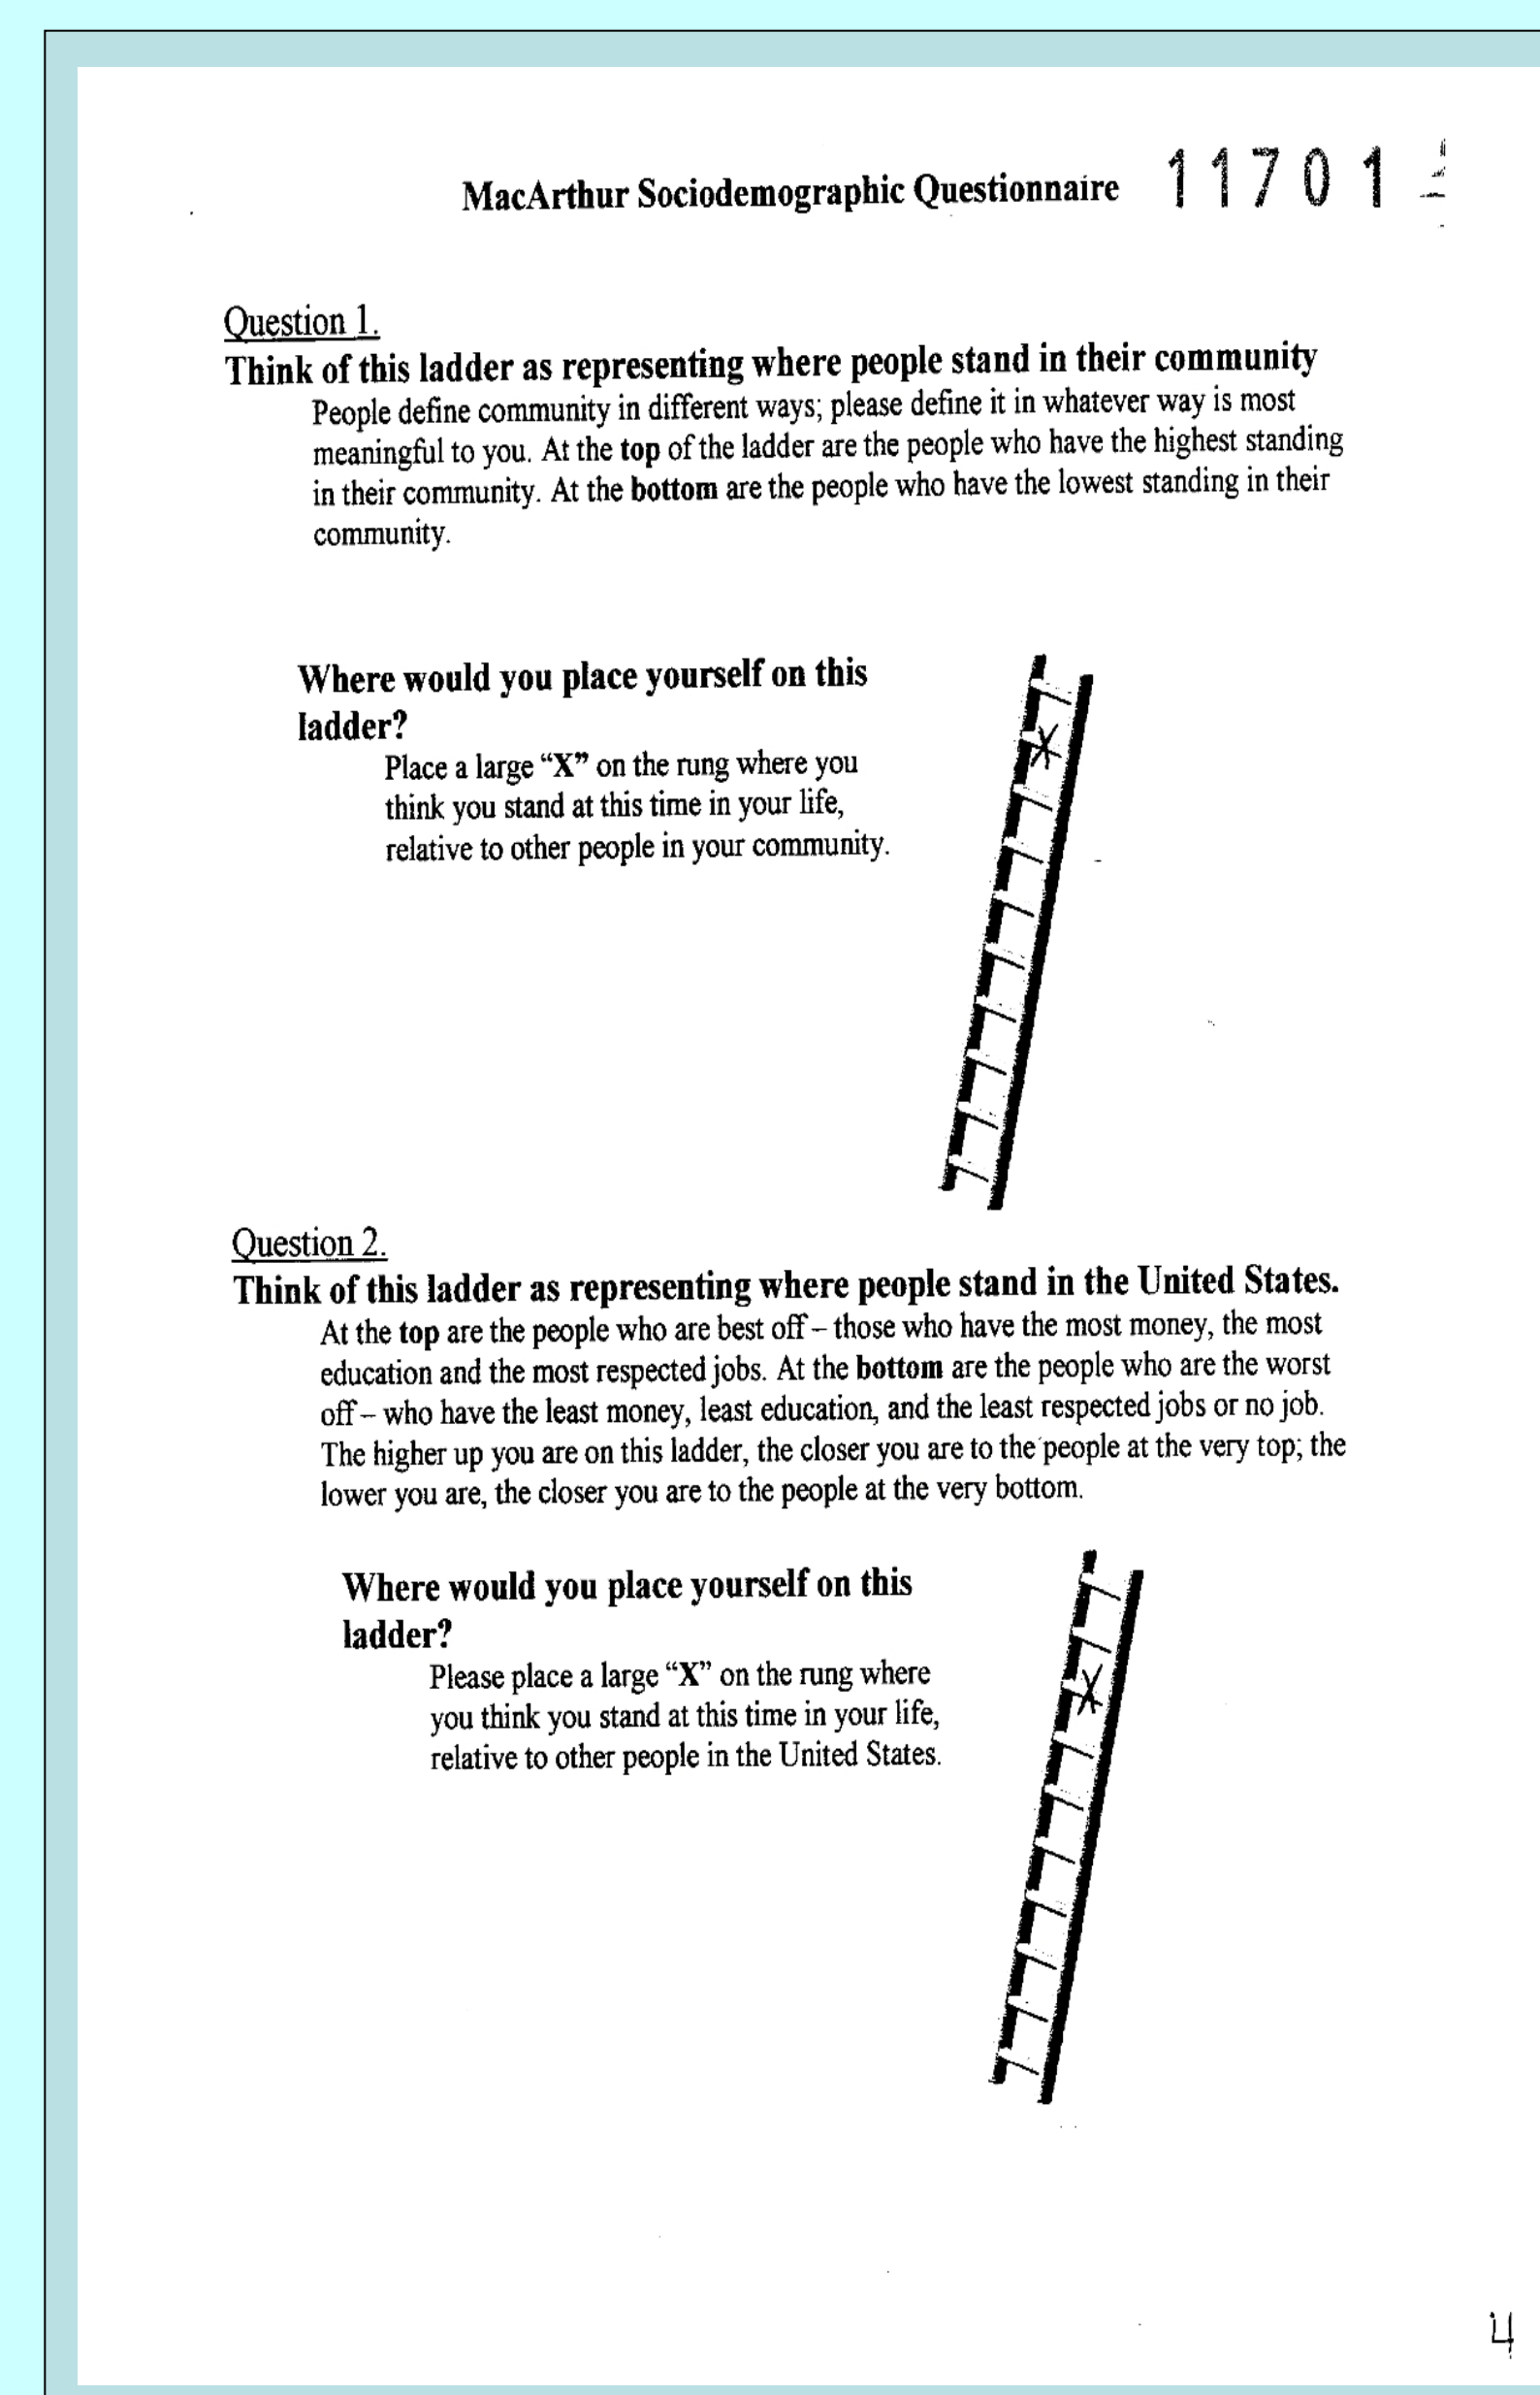 MacArthur Sociodemographic Questionnaire 11701
Question 1.
Think of this ladder as representing where people stand in their community
People define community in different ways; please define it in whatever way is most
meaningful to you. At the top of the ladder are the people who have the highest standing
in their community. At the bottom are the people who have the lowest standing in their
community.
Where would you place yourself on this
ladder?
Place a large “X” on the rung where you
think you stand at this time in your life,
relative to other people in your community.
X
Question 2.
Think of this ladder as representing where people stand in the United States.
At the top are the people who are best off – those who have the most money, the most
education and the most respected jobs. At the bottom are the people who are the worst
off – who have the least money, least education, and the least respected jobs or no job.
The higher up you are on this ladder, the closer you are to the people at the very top; the
lower you are, the closer you are to the people at the very bottom.
Where would you place yourself on this
ladder?
Please place a large “X” on the rung where
you think you stand at this time in your life,
relative to other people in the United States.
X
4